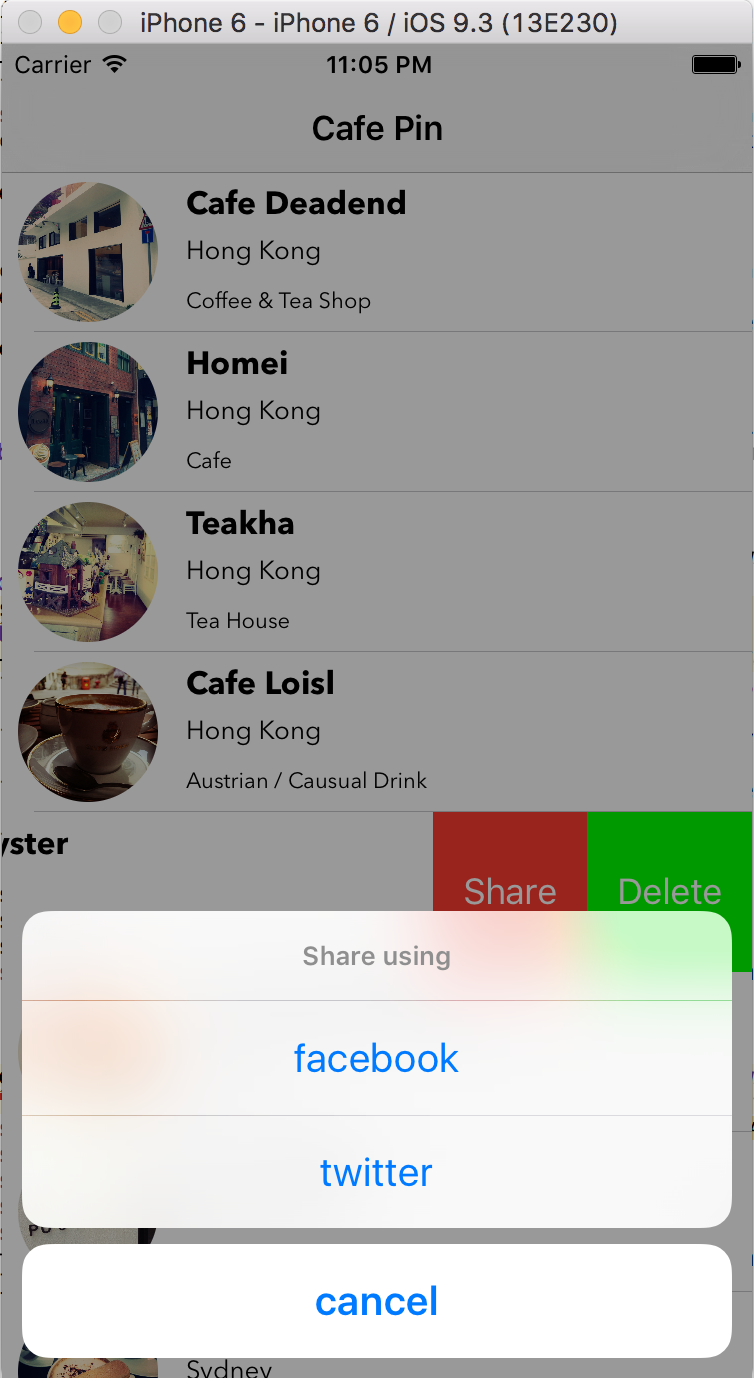 iPhone 6 - iPhone 6 / iOS 9.3 (13E230)
Carrier 11:05 PM
Cafe Pin
Cafe Deadend
Hong Kong
Coffee & Tea Shop
Homei
Hong Kong
Cafe
Teakha
Hong Kong
Tea House
Cafe Loisl
Hong Kong
Austrian / Causual Drink
yster
Share Delete
Share using
facebook
twitter
cancel
Sydney